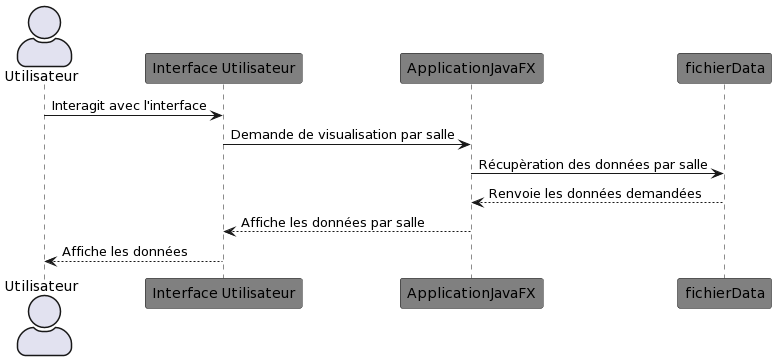 Utilisateur
Interface Utilisateur
ApplicationJavaFX
fichierData
Interagit avec l'interface
Demande de visualisation par salle
Récupèration des données par salle
Renvoie les données demandées
Affiche les données par salle
Affiche les données
Utilisateur
Interface Utilisateur
ApplicationJavaFX
fichierData